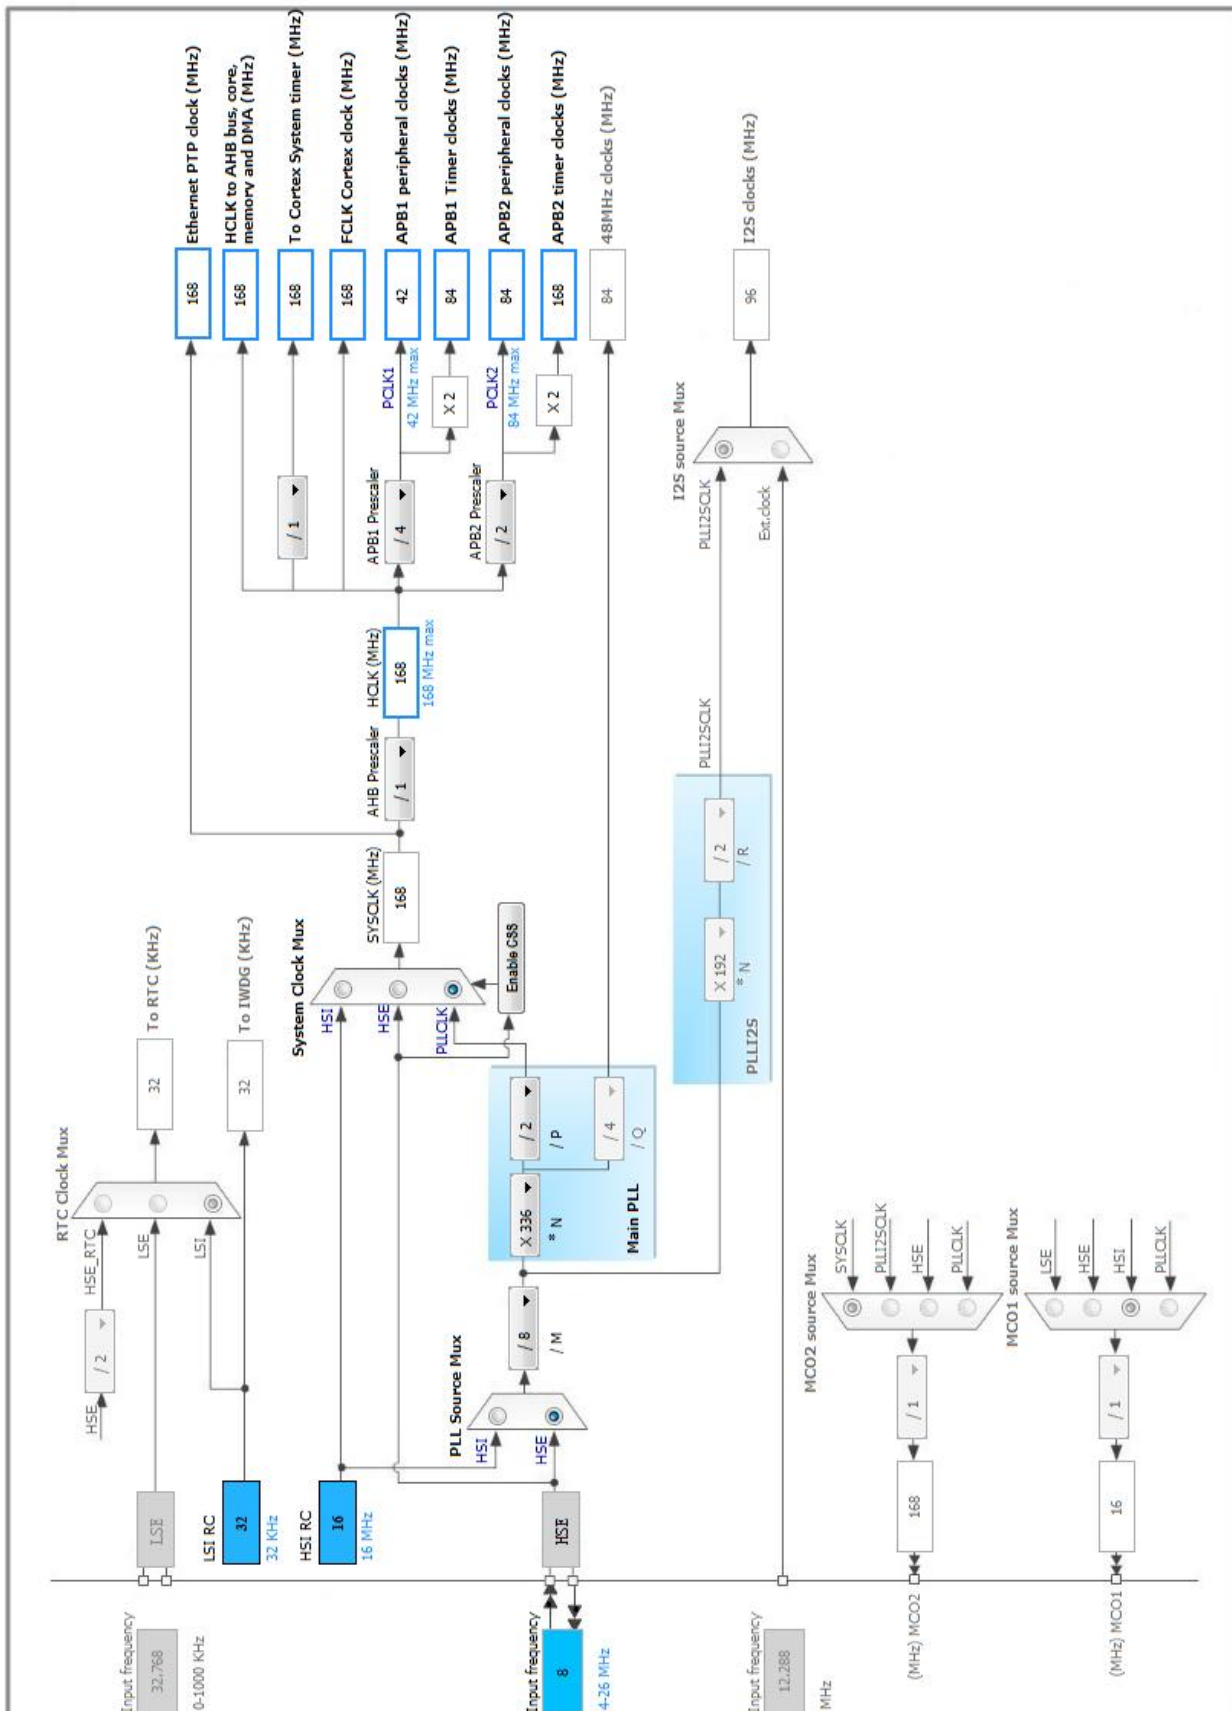 Input frequency
32.768
0-1000 KHz
LSE
HSE
/ 2
HSE_RTC
LSE
LSI
RTC Clock Mux
32
To RTC (KHz)
LSI RC
32
32 KHz
32
To IWDG (KHz)
HSI RC
16
16 MHz
System Clock Mux
HSI
HSE
PLLCLK
Enable CSS
SYSCLK (MHz)
168
AHB Prescaler
/ 1
HCLK (MHz)
168
168 MHz max
168
Ethernet PTP clock (MHz)
168
HCLK to AHB bus, core,
memory and DMA (MHz)
/ 1
168
To Cortex System timer (MHz)
168
FCLK Cortex clock (MHz)
APB1 Prescaler
/ 4
PCLK1
42 MHz max
42
APB1 peripheral clocks (MHz)
X 2
84
APB1 Timer clocks (MHz)
APB2 Prescaler
/ 2
PCLK2
84 MHz max
84
APB2 peripheral clocks (MHz)
X 2
168
APB2 timer clocks (MHz)
84
48MHz clocks (MHz)
Input frequency
8
4-26 MHz
HSE
PLL Source Mux
HSI
HSE
/ 8
/ M
X 336
* N
/ 2
/ P
/ 4
/ Q
Main PLL
X 192
* N
/ 2
/ R
PLLI2S
PLLI2SCLK
I2S source Mux
PLLI2SCLK
Ext.clock
96
I2S clocks (MHz)
Input frequency
12.288
MHz
MCO2 source Mux
SYSCLK
PLLI2SCLK
HSE
PLLCLK
/ 1
168
(MHz) MCO2
MCO1 source Mux
LSE
HSE
HSI
PLLCLK
/ 1
16
(MHz) MCO1